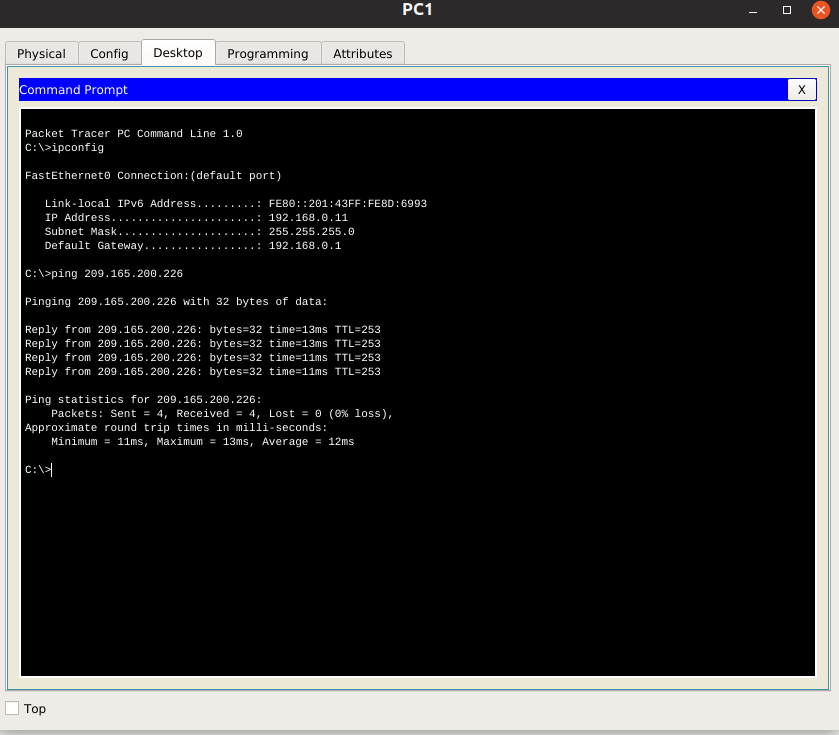 PC1
Physical Config Desktop Programming Attributes
Command Prompt X
Packet Tracer PC Command Line 1.0
C:\>ipconfig
FastEthernet0 Connection:(default port)
Link-local IPv6 Address.........: FE80::201:43FF:FE8D:6993
IP Address......................: 192.168.0.11
Subnet Mask.....................: 255.255.255.0
Default Gateway.................: 192.168.0.1
C:\>ping 209.165.200.226
Pinging 209.165.200.226 with 32 bytes of data:
Reply from 209.165.200.226: bytes=32 time=13ms TTL=253
Reply from 209.165.200.226: bytes=32 time=13ms TTL=253
Reply from 209.165.200.226: bytes=32 time=11ms TTL=253
Reply from 209.165.200.226: bytes=32 time=11ms TTL=253
Ping statistics for 209.165.200.226:
Packets: Sent = 4, Received = 4, Lost = 0 (0% loss),
Approximate round trip times in milli-seconds:
Minimum = 11ms, Maximum = 13ms, Average = 12ms
C:\>
Top